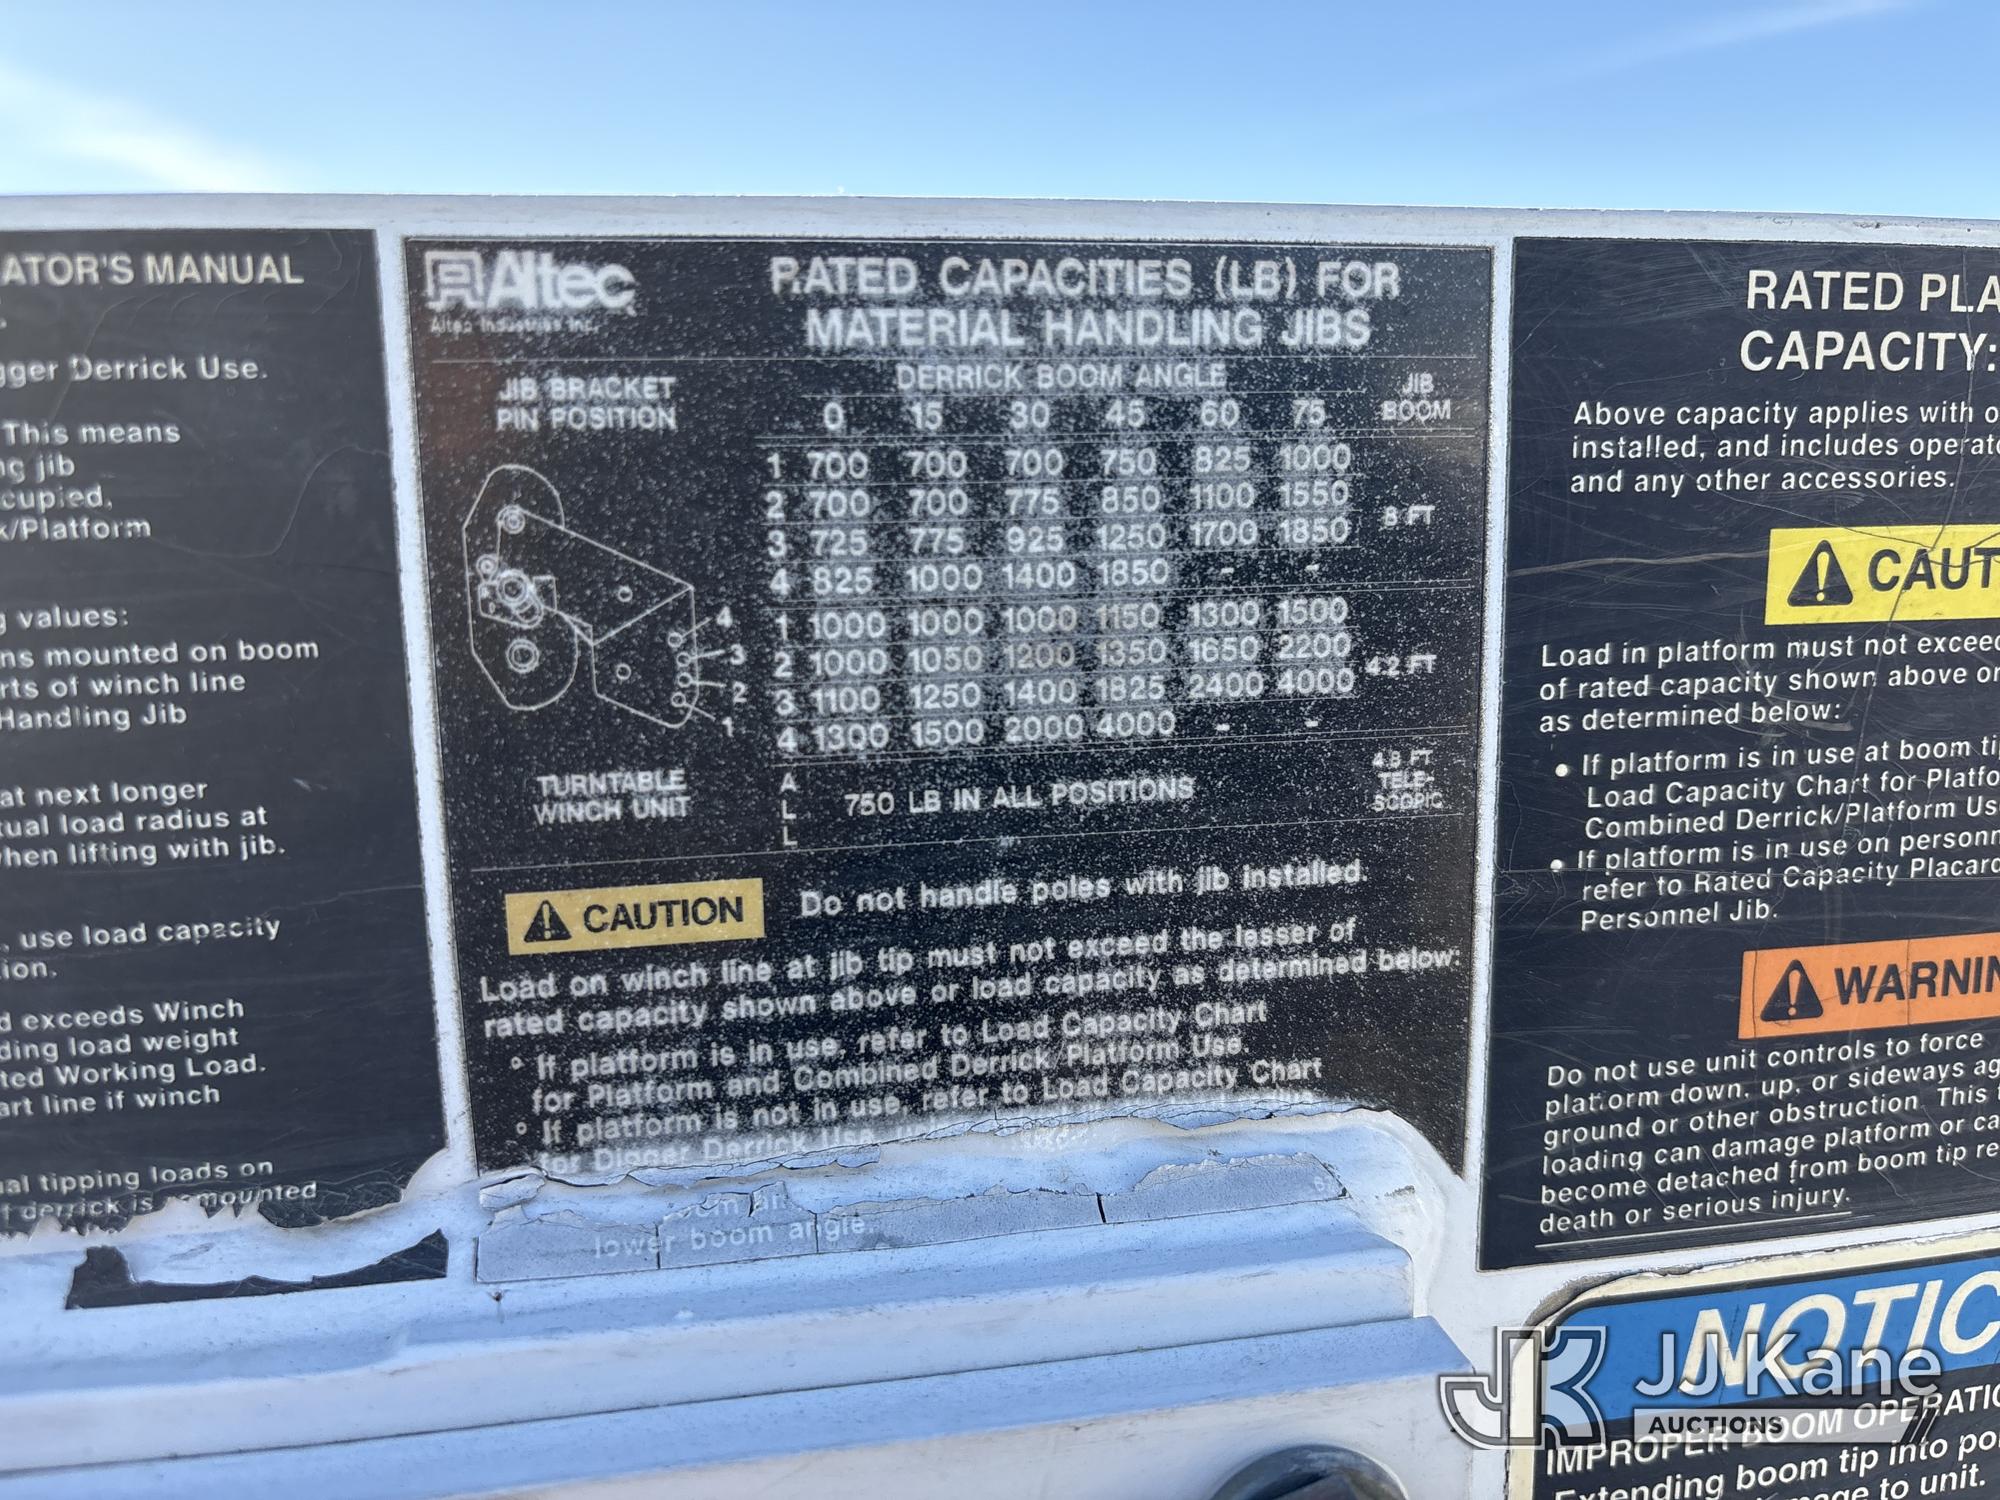 ATOR'S MANUAL
gger Derrick Use.
This means
ng jib
cupied,
k/Platform
g values:
ns mounted on boom
rts of winch line
Handling Jib
at next longer
tual load radius at
when lifting with jib.
, use load capacity
ion.
d exceeds Winch
ding load weight
ted Working Load.
art line if winch
al tipping loads on
derrick is mounted
Altec
Altec Industries Inc.
RATED CAPACITIES (LB) FOR
MATERIAL HANDLING JIBS
JIB BRACKET
PIN POSITION
DERRICK BOOM ANGLE
JIB
BOOM
0 15 30 45 60 75
1 700 700 700 750 825 1000
2 700 700 775 850 1100 1550
8 FT
3 725 775 925 1250 1700 1850
4 825 1000 1400 1850 - -
1 1000 1000 1000 1150 1300 1500
2 1000 1050 1200 1350 1650 2200
4.2 FT
3 1100 1250 1400 1825 2400 4000
4 1300 1500 2000 4000 - -
4
3
2
1
TURNTABLE
WINCH UNIT
A
L
L
750 LB IN ALL POSITIONS
4.8 FT
TELE-
SCOPIC
CAUTION
Do not handle poles with jib installed.
Load on winch line at jib tip must not exceed the lesser of
rated capacity shown above or load capacity as determined below:
° If platform is in use, refer to Load Capacity Chart
for Platform and Combined Derrick/Platform Use.
° If platform is not in use, refer to Load Capacity Chart
for Digger Derrick Use,
lower boom angle.
RATED PLA
CAPACITY:
Above capacity applies with o
installed, and includes operato
and any other accessories.
CAUT
Load in platform must not exceed
of rated capacity shown above or
as determined below:
• If platform is in use at boom ti
Load Capacity Chart for Platfo
Combined Derrick/Platform Us
• If platform is in use on personn
refer to Rated Capacity Placard
Personnel Jib.
WARNIN
Do not use unit controls to force
platform down, up, or sideways ag
ground or other obstruction. This
loading can damage platform or ca
become detached from boom tip re
death or serious injury.
NOTIC
IMPROPER BOOM OPERATIO
Extending boom tip into po
to unit.
JK JJKane
AUCTIONS